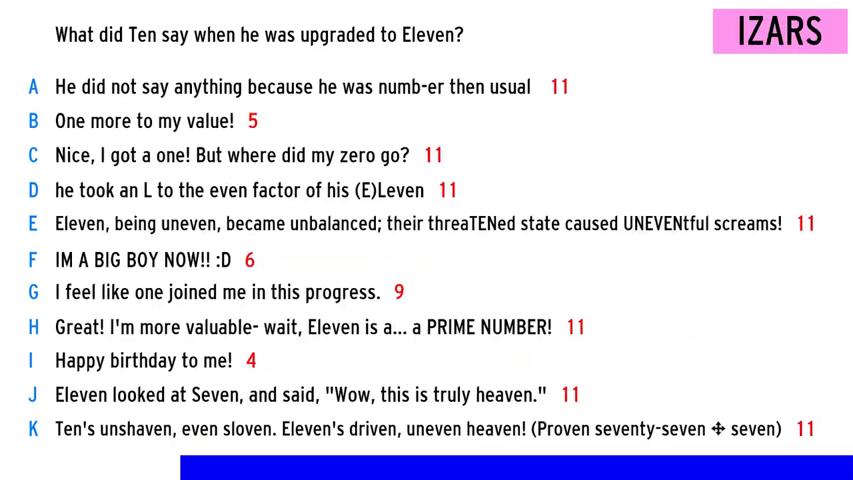 IZARS
What did Ten say when he was upgraded to Eleven?
A He did not say anything because he was numb-er then usual 11
B One more to my value! 5
C Nice, I got a one! But where did my zero go? 11
D he took an L to the even factor of his (E)Leven 11
E Eleven, being uneven, became unbalanced; their threaTENed state caused UNEVENtful screams! 11
F IM A BIG BOY NOW!! :D 6
G I feel like one joined me in this progress. 9
H Great! I'm more valuable- wait, Eleven is a... a PRIME NUMBER! 11
I Happy birthday to me! 4
J Eleven looked at Seven, and said, "Wow, this is truly heaven." 11
K Ten's unshaven, even sloven. Eleven's driven, uneven heaven! (Proven seventy-seven ✣ seven) 11